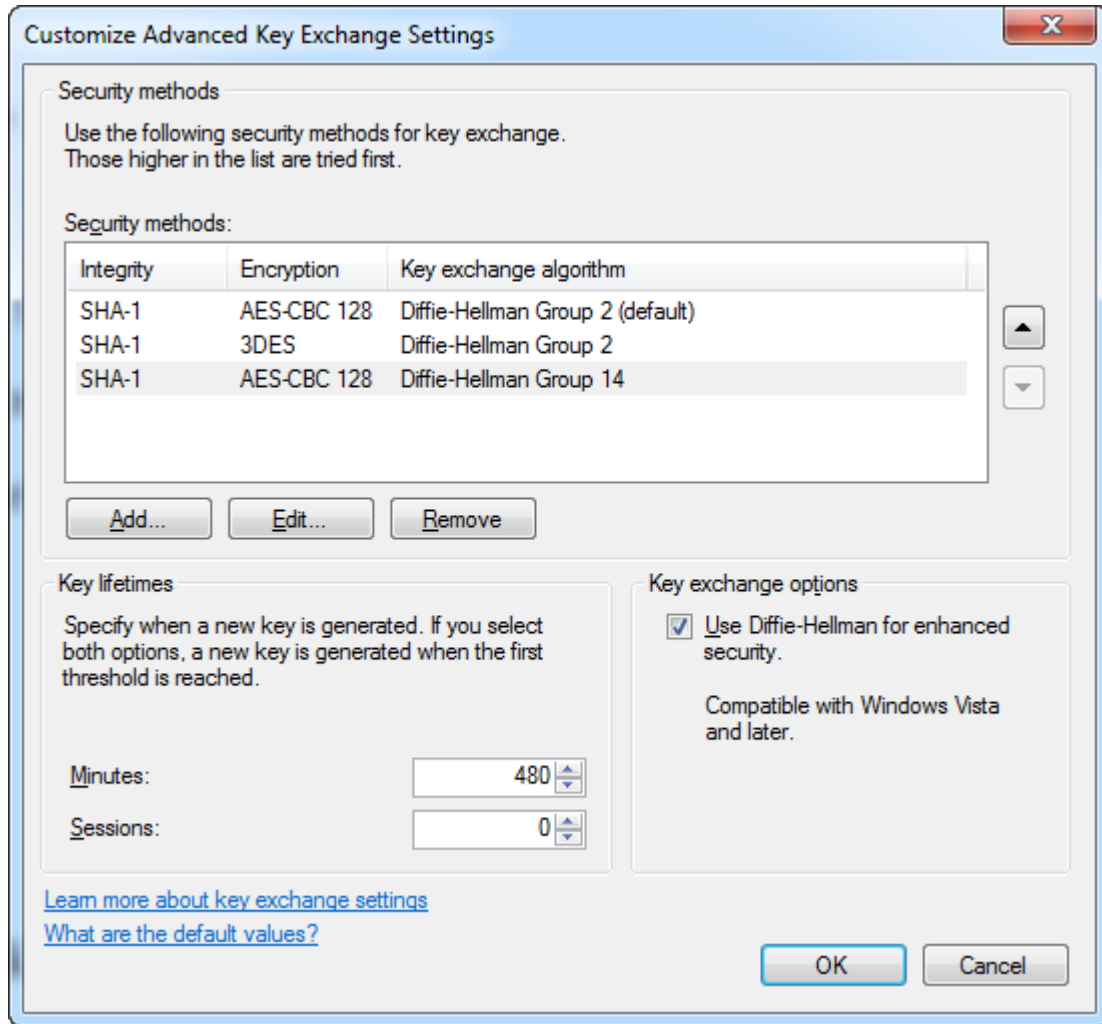 Customize Advanced Key Exchange Settings
Security methods
Use the following security methods for key exchange.
Those higher in the list are tried first.
Security methods:
Integrity Encryption Key exchange algorithm
SHA-1 AES-CBC 128 Diffie-Hellman Group 2 (default)
SHA-1 3DES Diffie-Hellman Group 2
SHA-1 AES-CBC 128 Diffie-Hellman Group 14
Add... Edit... Remove
Key lifetimes
Specify when a new key is generated. If you select
both options, a new key is generated when the first
threshold is reached.
Minutes: 480
Sessions: 0
Key exchange options
Use Diffie-Hellman for enhanced
security.
Compatible with Windows Vista
and later.
Learn more about key exchange settings
What are the default values?
OK Cancel